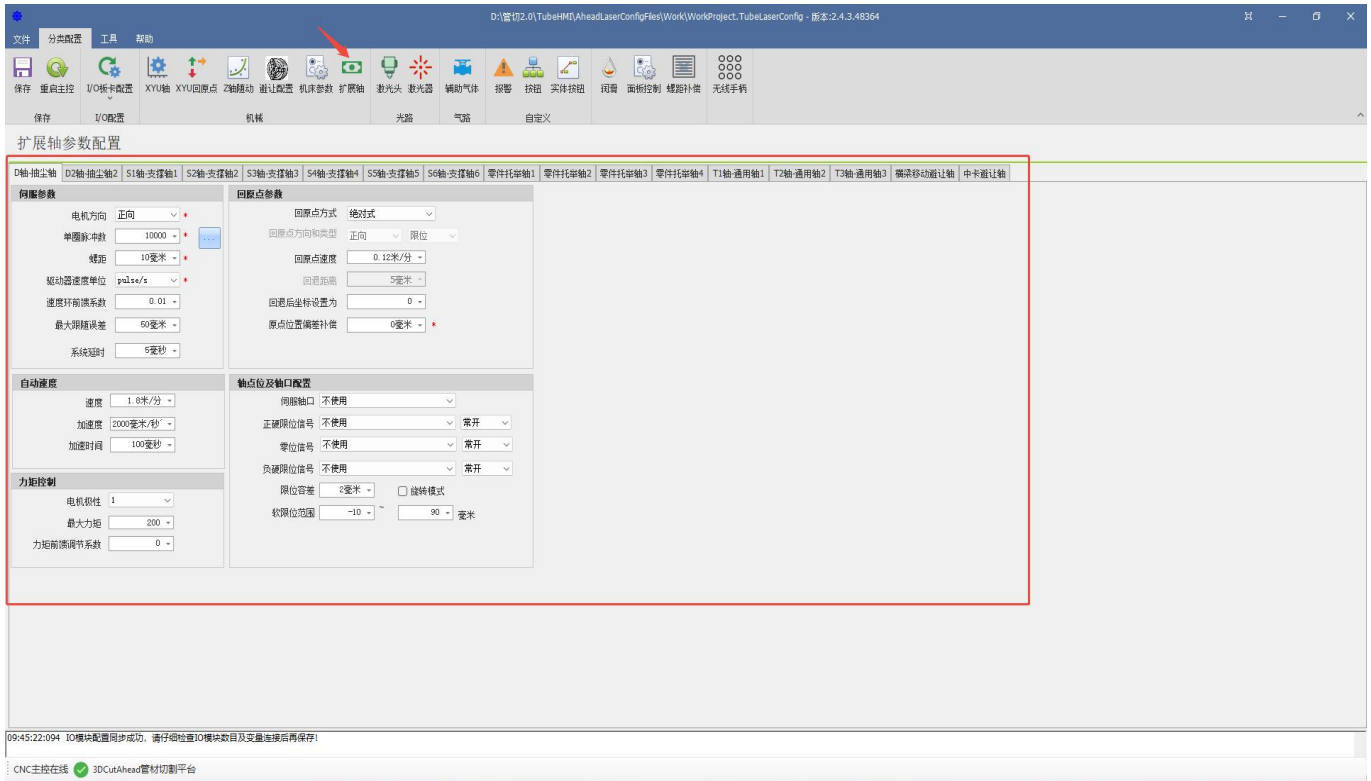 D:\管切2.0\TubeHMI\AheadLaserConfigFiles\Work\WorkProject.TubeLaserConfig - 版本:2.4.3.48364
文件 分类配置 工具 帮助
保存 重启主控 I/O板卡配置 XYU轴 XYU回原点 Z轴随动 避让配置 机床参数 扩展轴 激光头 激光器 辅助气体 报警 按钮 实体按钮 润滑 面板控制 螺距补偿 无线手柄
保存 I/O配置 机械 光路 气路 自定义
扩展轴参数配置
D轴-抽尘轴 D2轴-抽尘轴2 S1轴-支撑轴1 S2轴-支撑轴2 S3轴-支撑轴3 S4轴-支撑轴4 S5轴-支撑轴5 S6轴-支撑轴6 零件托举轴1 零件托举轴2 零件托举轴3 零件托举轴4 T1轴-通用轴1 T2轴-通用轴2 T3轴-通用轴3 横梁移动避让轴 中卡避让轴
伺服参数
电机方向 正向 *
单圈脉冲数 10000 * ...
螺距 10毫米 *
驱动器速度单位 pulse/s *
速度环前馈系数 0.01
最大跟随误差 50毫米
系统延时 5毫秒
回原点参数
回原点方式 绝对式
回原点方向和类型 正向 限位
回原点速度 0.12米/分
回退距离 5毫米
回退后坐标设置为 0
原点位置偏差补偿 0毫米 *
自动速度
速度 1.8米/分
加速度 2000毫米/秒²
加速时间 100毫秒
力矩控制
电机极性 1
最大力矩 200
力矩前馈调节系数 0
轴点位及轴口配置
伺服轴口 不使用
正硬限位信号 不使用 常开
零位信号 不使用 常开
负硬限位信号 不使用 常开
限位容差 2毫米 旋转模式
软限位范围 -10 ~ 90 毫米
09:45:22:094 IO模块配置同步成功，请仔细检查IO模块数目及变量连接后再保存!
CNC主控在线 3DCutAhead管材切割平台